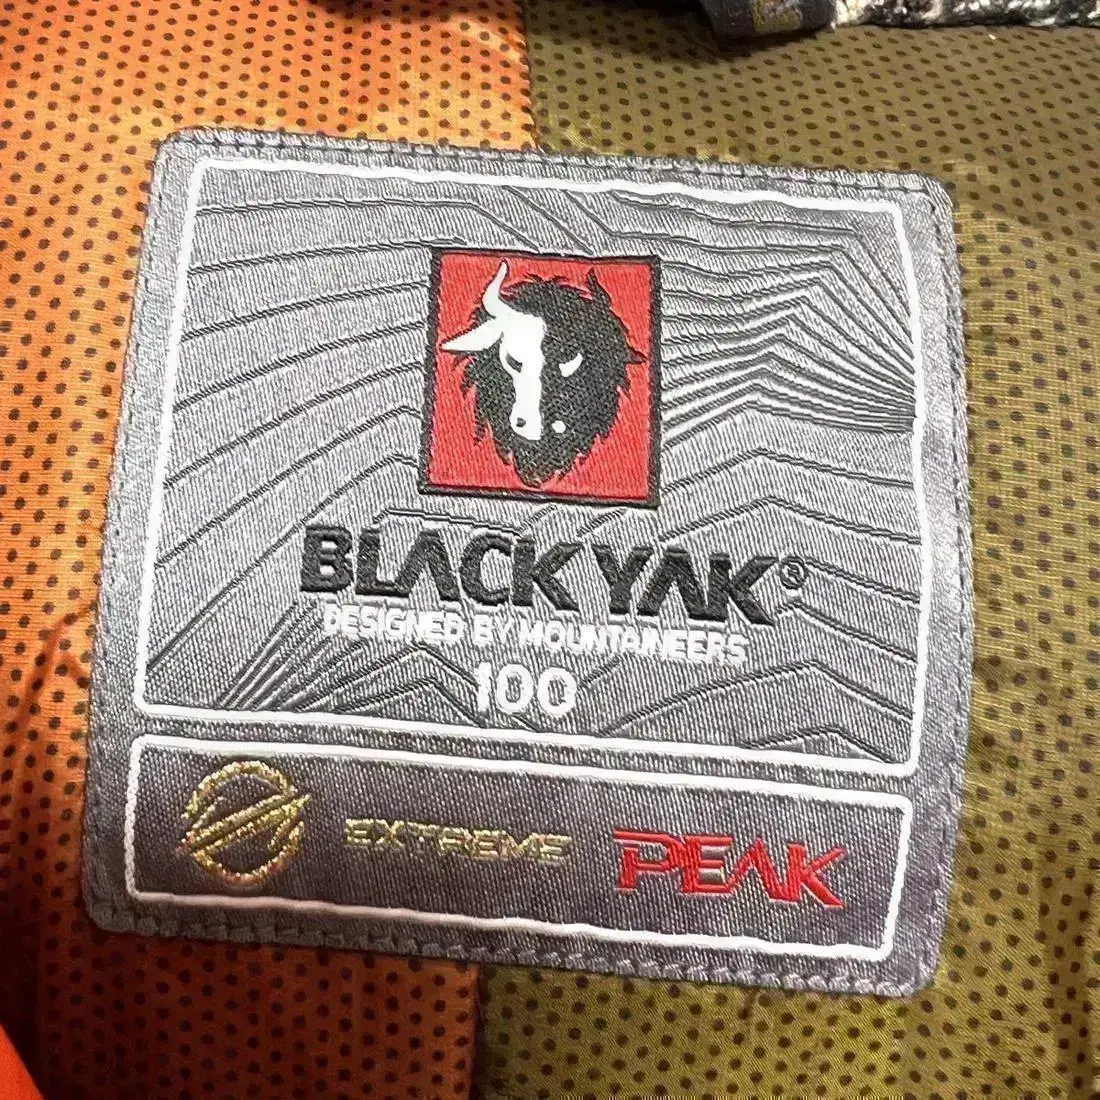 BLACKYAK®
DESIGNED BY MOUNTAINEERS
100
EXTREME PEAK